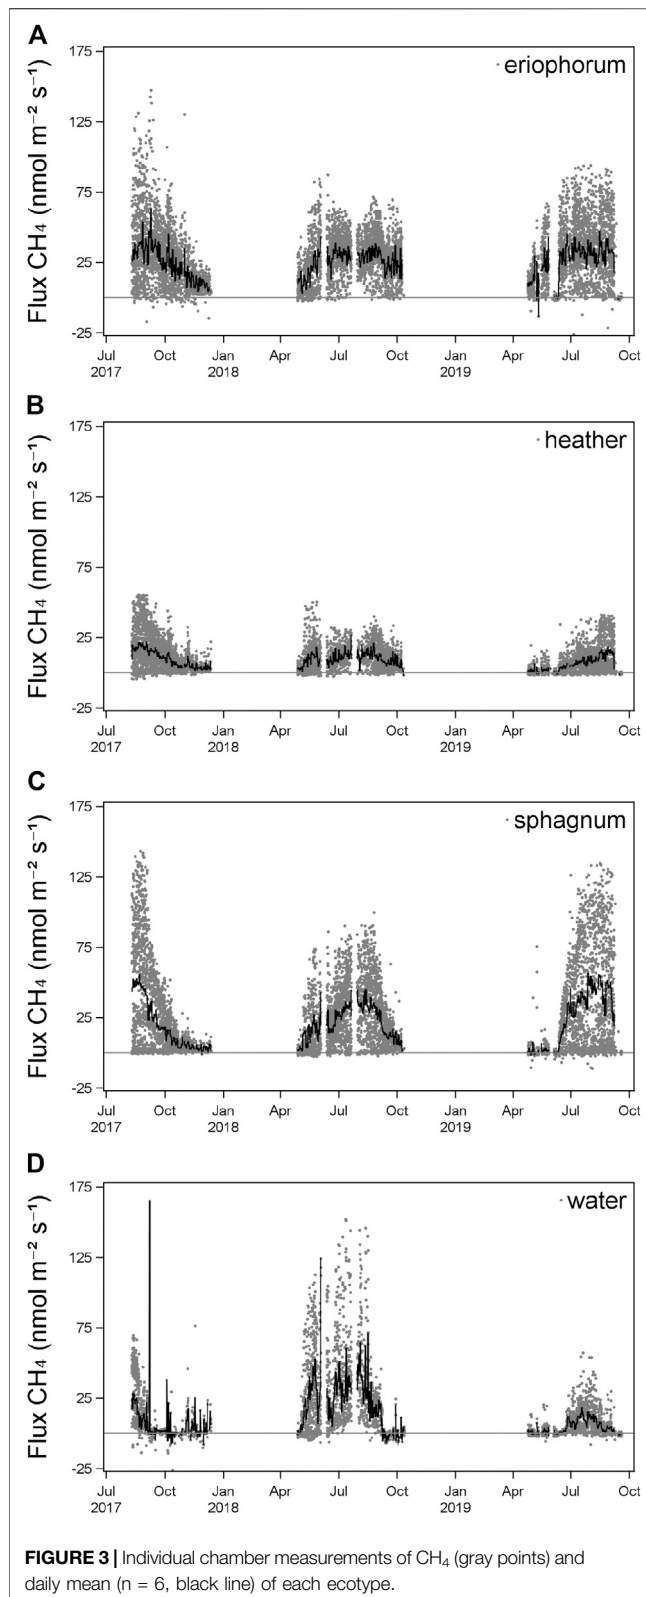 A
Flux CH₄ (nmol m⁻² s⁻¹)
175
125
75
25
-25
eriophorum
Jul Oct Jan Apr Jul Oct Jan Apr Jul Oct
2017 2018 2019
B
Flux CH₄ (nmol m⁻² s⁻¹)
175
125
75
25
-25
heather
Jul Oct Jan Apr Jul Oct Jan Apr Jul Oct
2017 2018 2019
C
Flux CH₄ (nmol m⁻² s⁻¹)
175
125
75
25
-25
sphagnum
Jul Oct Jan Apr Jul Oct Jan Apr Jul Oct
2017 2018 2019
D
Flux CH₄ (nmol m⁻² s⁻¹)
175
125
75
25
-25
water
Jul Oct Jan Apr Jul Oct Jan Apr Jul Oct
2017 2018 2019
FIGURE 3 | Individual chamber measurements of CH₄ (gray points) and
daily mean (n = 6, black line) of each ecotype.